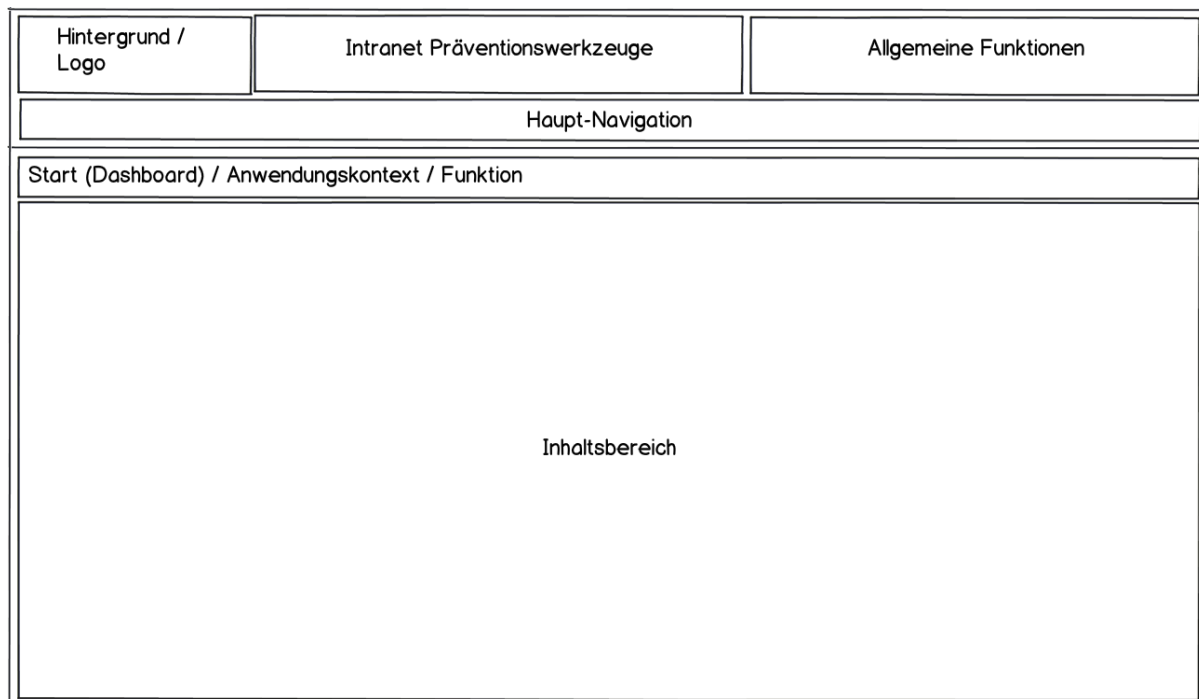 Hintergrund /
Logo
Intranet Präventionswerkzeuge
Allgemeine Funktionen
Haupt-Navigation
Start (Dashboard) / Anwendungskontext / Funktion
Inhaltsbereich